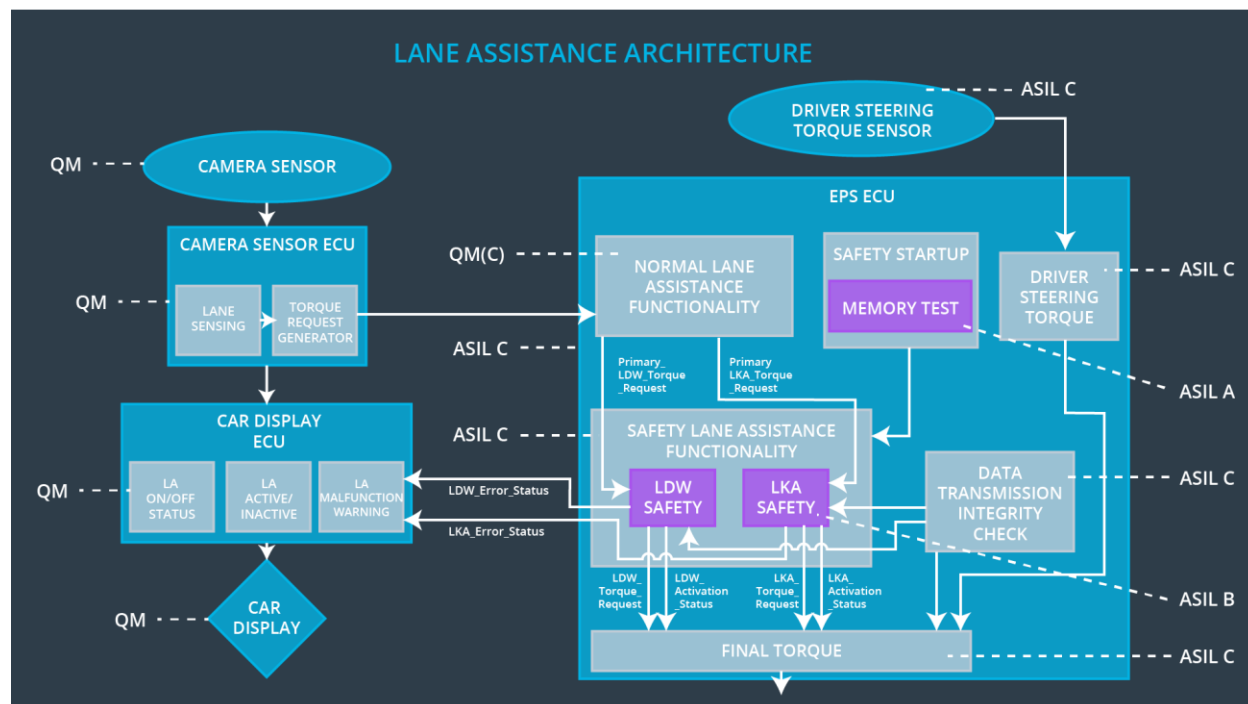 LANE ASSISTANCE ARCHITECTURE
ASIL C
DRIVER STEERING
TORQUE SENSOR
QM
CAMERA SENSOR
EPS ECU
CAMERA SENSOR ECU
QM(C)
NORMAL LANE
ASSISTANCE
FUNCTIONALITY
SAFETY STARTUP
MEMORY TEST
DRIVER
STEERING
TORQUE
ASIL C
QM
LANE
SENSING
TORQUE
REQUEST
GENERATOR
ASIL C
Primary_
LDW_Torque
_Request
Primary
LKA_Torque
_Request
ASIL A
CAR DISPLAY
ECU
ASIL C
SAFETY LANE ASSISTANCE
FUNCTIONALITY
QM
LA
ON/OFF
STATUS
LA
ACTIVE/
INACTIVE
LA
MALFUNCTION
WARNING
LDW_Error_Status
LKA_Error_Status
LDW
SAFETY
LKA
SAFETY
DATA
TRANSMISSION
INTEGRITY
CHECK
ASIL C
LDW_
Torque_
Request
LDW_
Activation
_Status
LKA_
Torque_
Request
LKA_
Activation
_Status
ASIL B
QM
CAR
DISPLAY
FINAL TORQUE
ASIL C